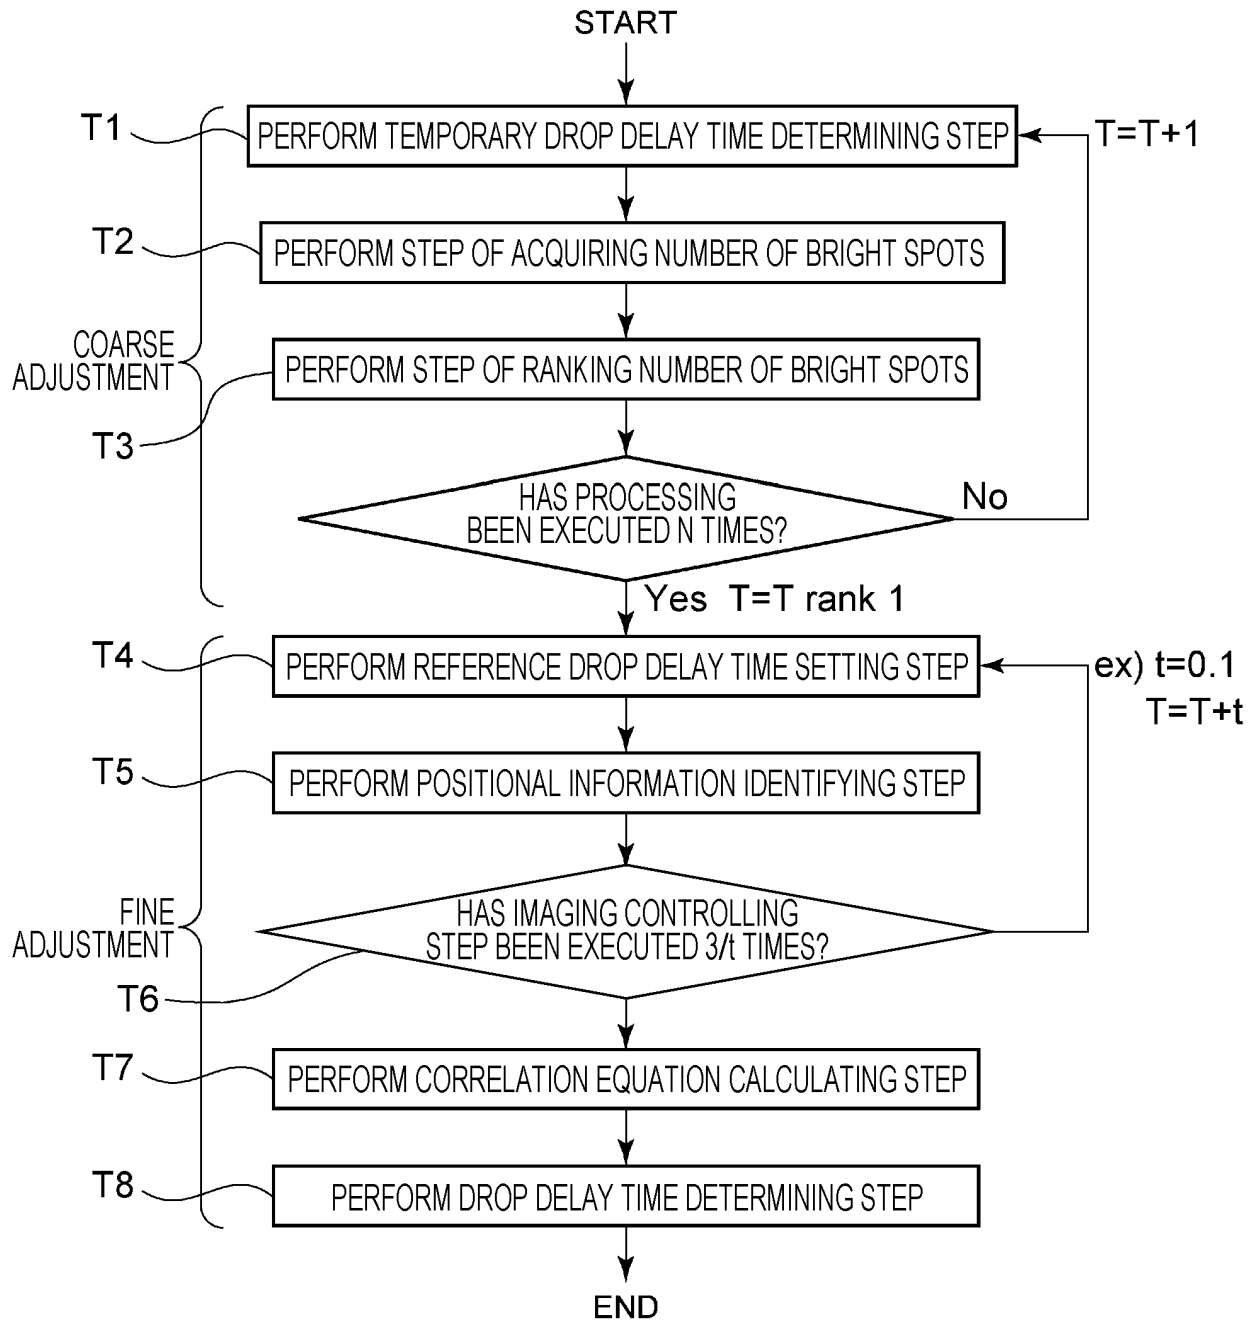 START
T1
PERFORM TEMPORARY DROP DELAY TIME DETERMINING STEP
T=T+1
T2
PERFORM STEP OF ACQUIRING NUMBER OF BRIGHT SPOTS
COARSE
ADJUSTMENT
PERFORM STEP OF RANKING NUMBER OF BRIGHT SPOTS
T3
HAS PROCESSING
BEEN EXECUTED N TIMES?
No
Yes T=T rank 1
T4
PERFORM REFERENCE DROP DELAY TIME SETTING STEP
ex) t=0.1
T=T+t
T5
PERFORM POSITIONAL INFORMATION IDENTIFYING STEP
FINE
ADJUSTMENT
HAS IMAGING CONTROLLING
STEP BEEN EXECUTED 3/t TIMES?
T6
T7
PERFORM CORRELATION EQUATION CALCULATING STEP
T8
PERFORM DROP DELAY TIME DETERMINING STEP
END